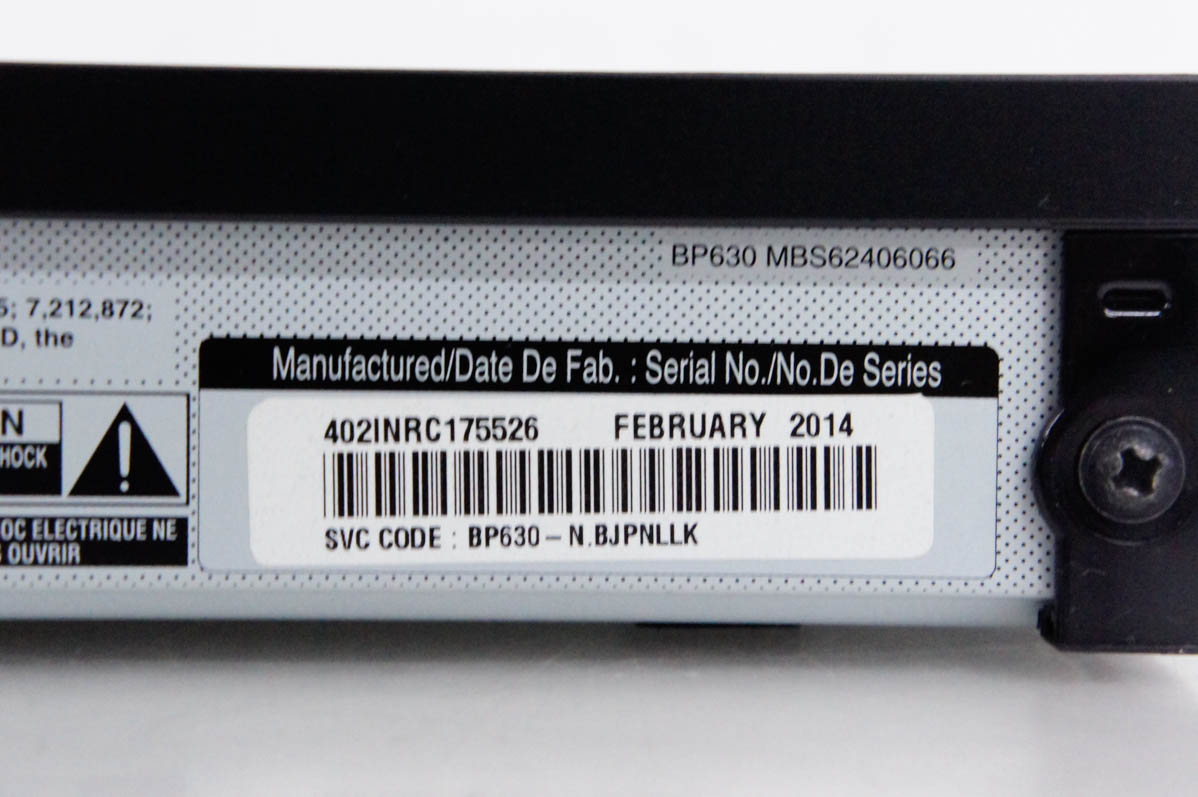 BP630 MBS62406066
5; 7,212,872;
D, the
Manufactured/Date De Fab. : Serial No./No.De Series
402INRC175526 FEBRUARY 2014
N
HOCK
SVC CODE : BP630-N.BJPNLLK
OC ELECTRIQUE NE
S OUVRIR